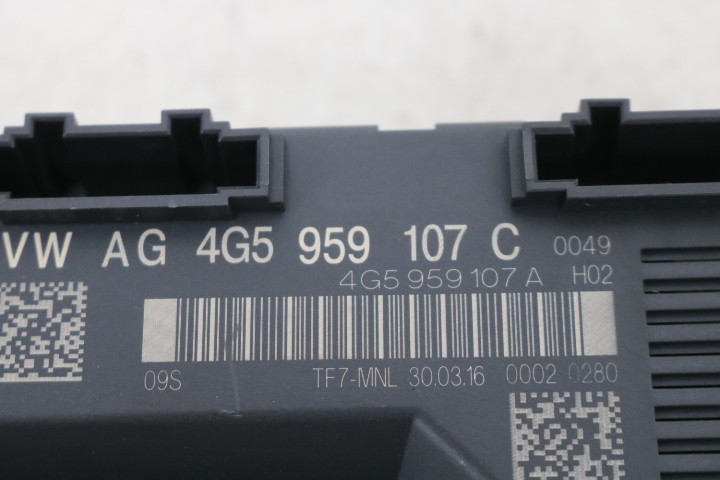 VW AG 4G5 959 107 C 0049
4G5 959 107 A H02
09S TF7-MNL 30.03.16 0002 0280